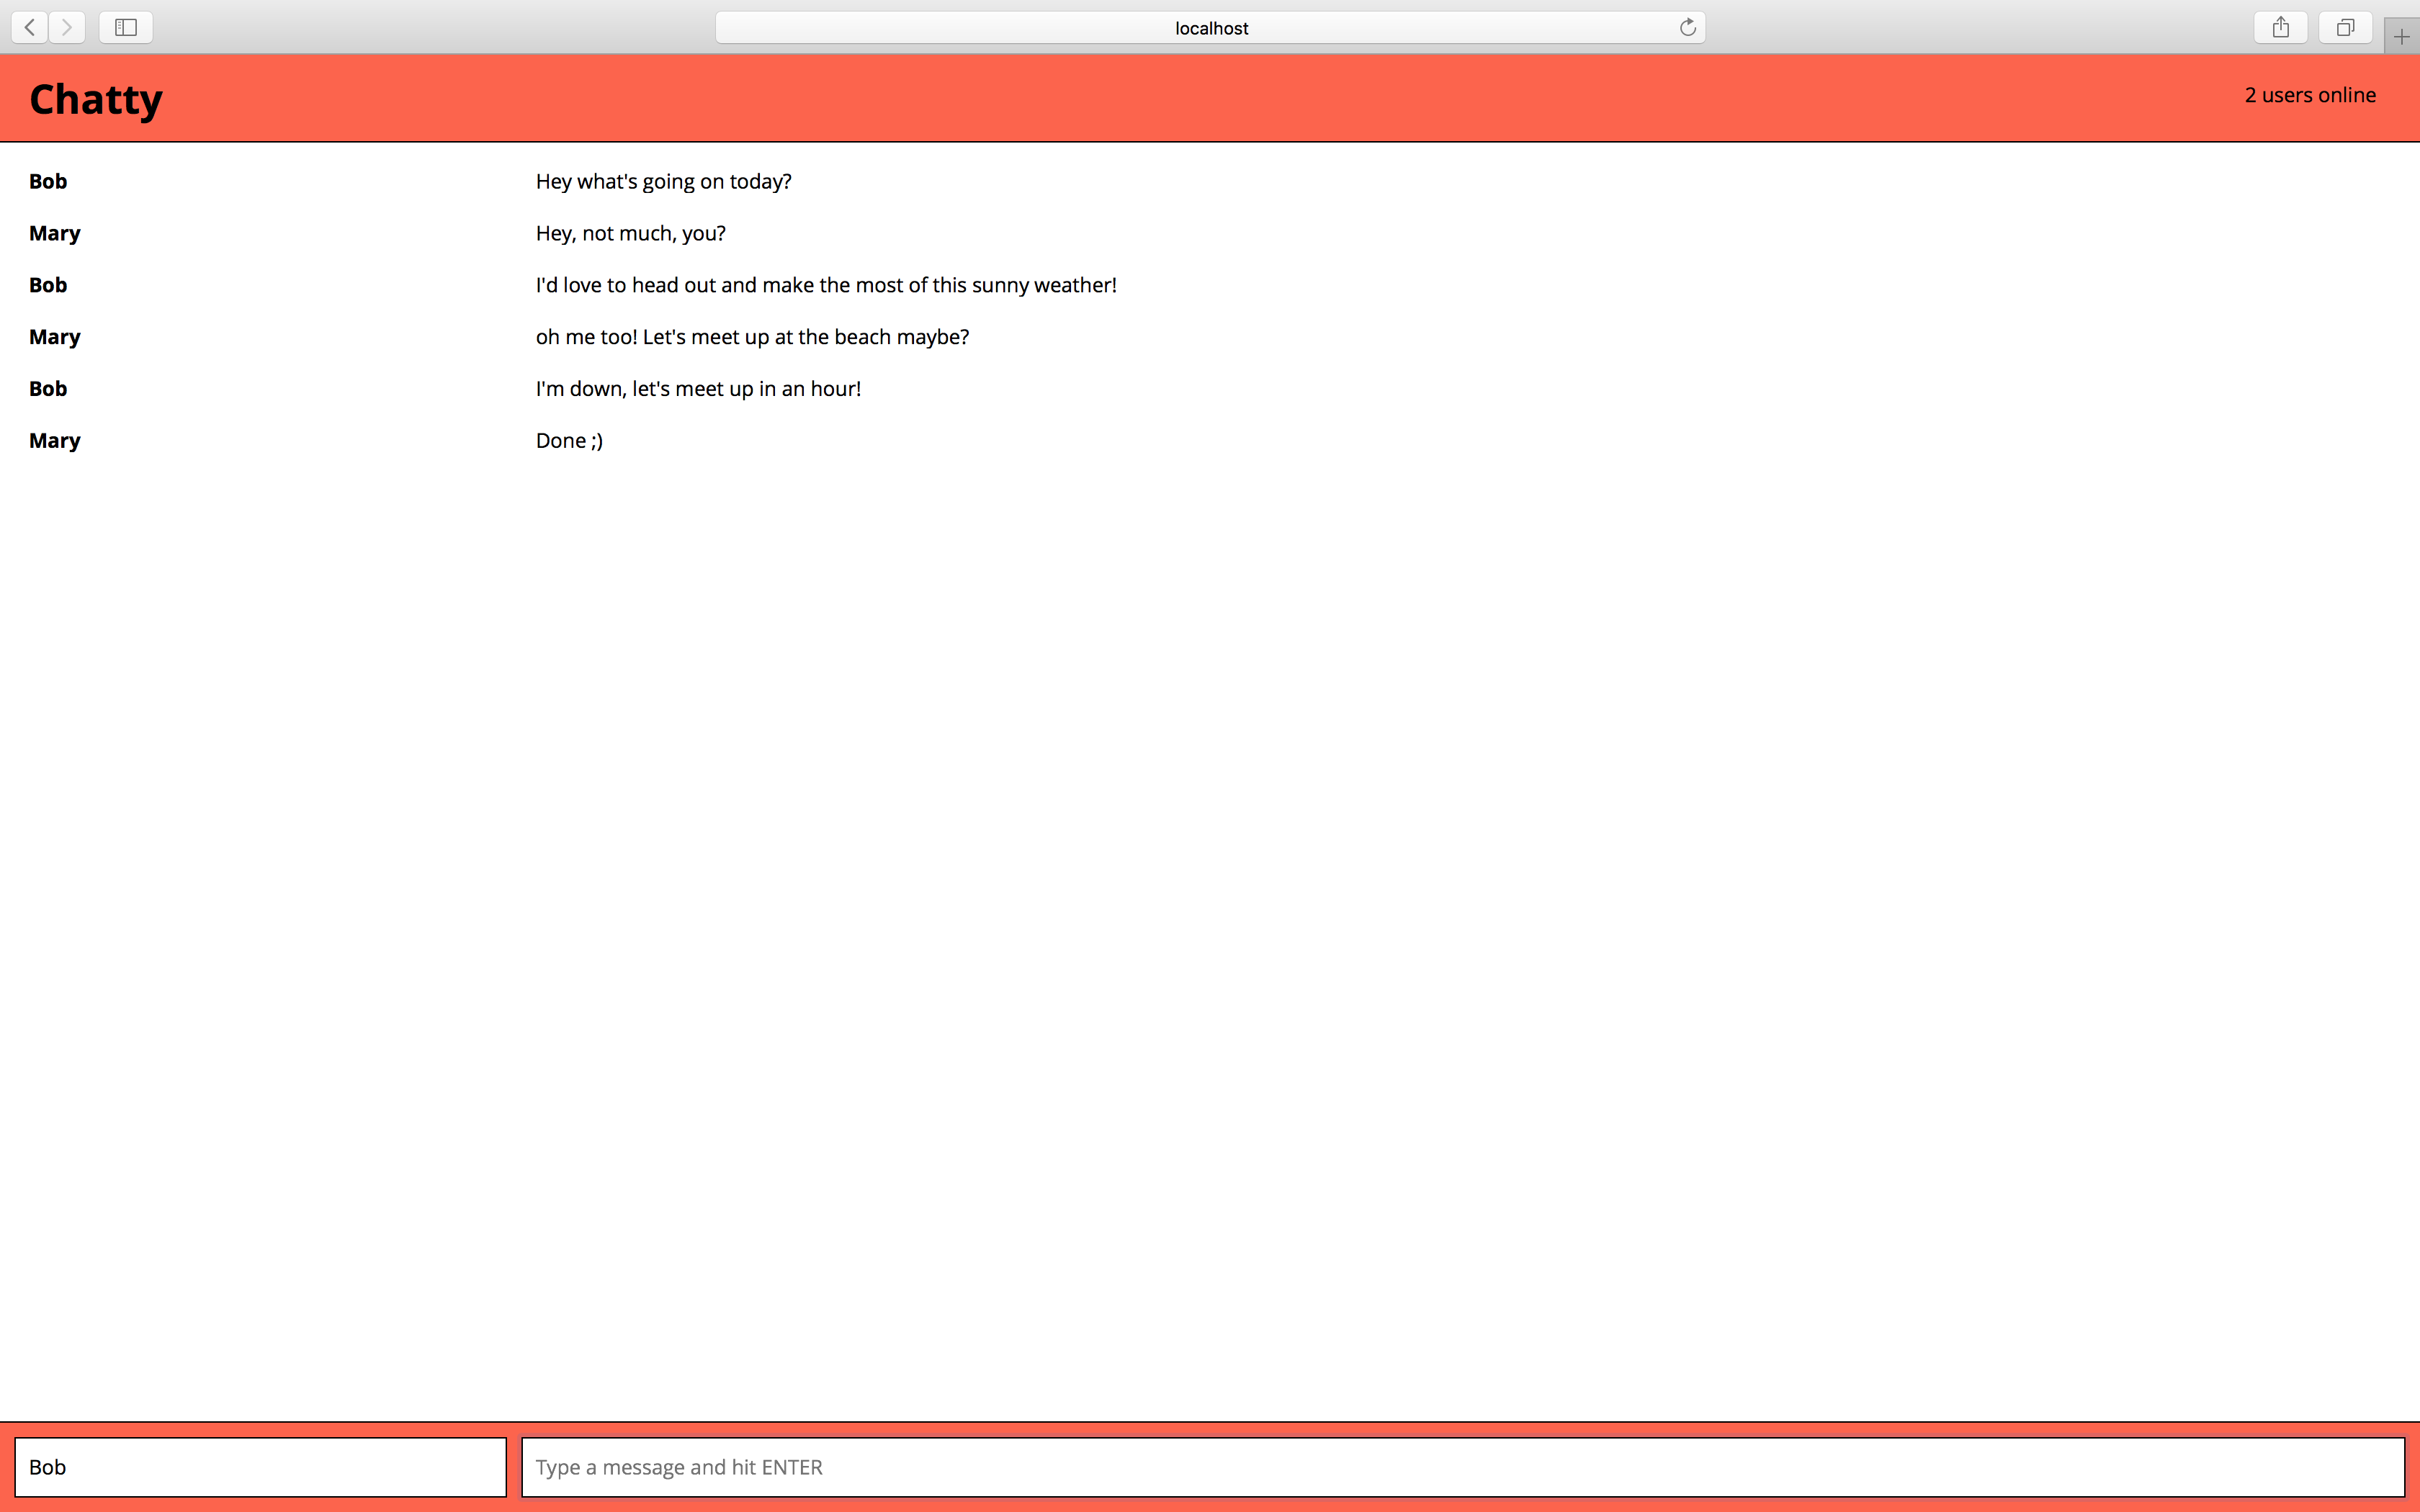 localhost
Chatty
2 users online
Bob Hey what's going on today?
Mary Hey, not much, you?
Bob I'd love to head out and make the most of this sunny weather!
Mary oh me too! Let's meet up at the beach maybe?
Bob I'm down, let's meet up in an hour!
Mary Done ;)
Bob Type a message and hit ENTER